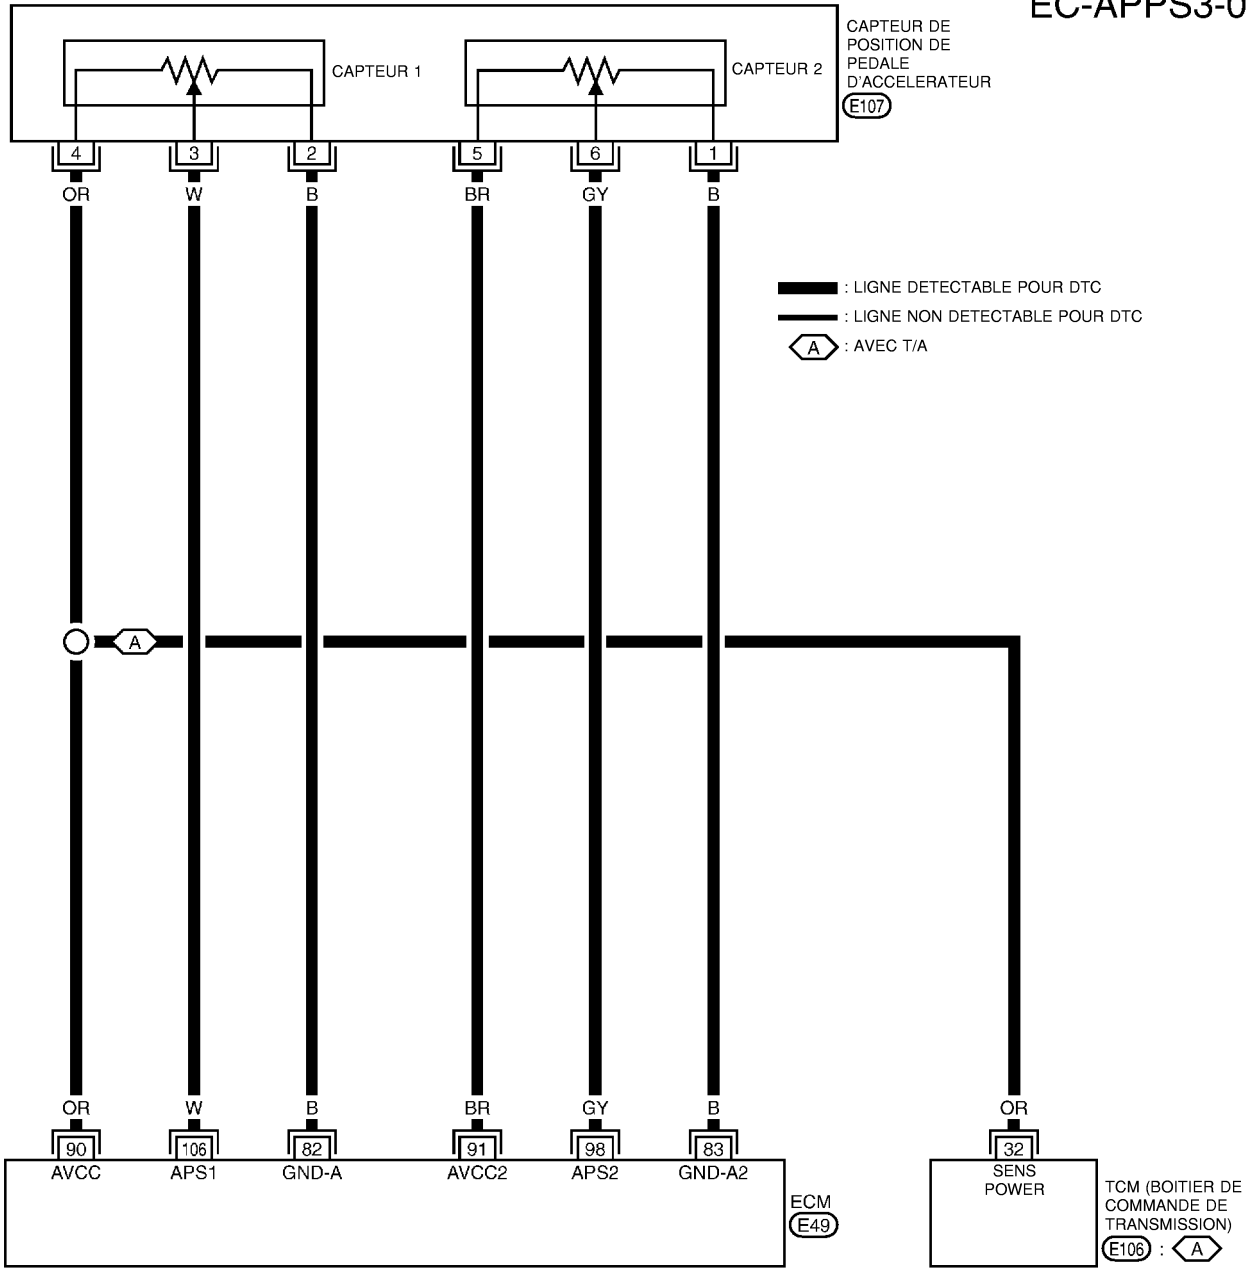 EC-APPS3-0
CAPTEUR DE
POSITION DE
PEDALE
D'ACCELERATEUR
E107
CAPTEUR 1
CAPTEUR 2
4 3 2 5 6 1
OR W B BR GY B
: LIGNE DETECTABLE POUR DTC
: LIGNE NON DETECTABLE POUR DTC
A : AVEC T/A
A
OR W B BR GY B OR
90 106 82 91 98 83 32
AVCC APS1 GND-A AVCC2 APS2 GND-A2
SENS
POWER
ECM
E49
TCM (BOITIER DE
COMMANDE DE
TRANSMISSION)
E106 : A